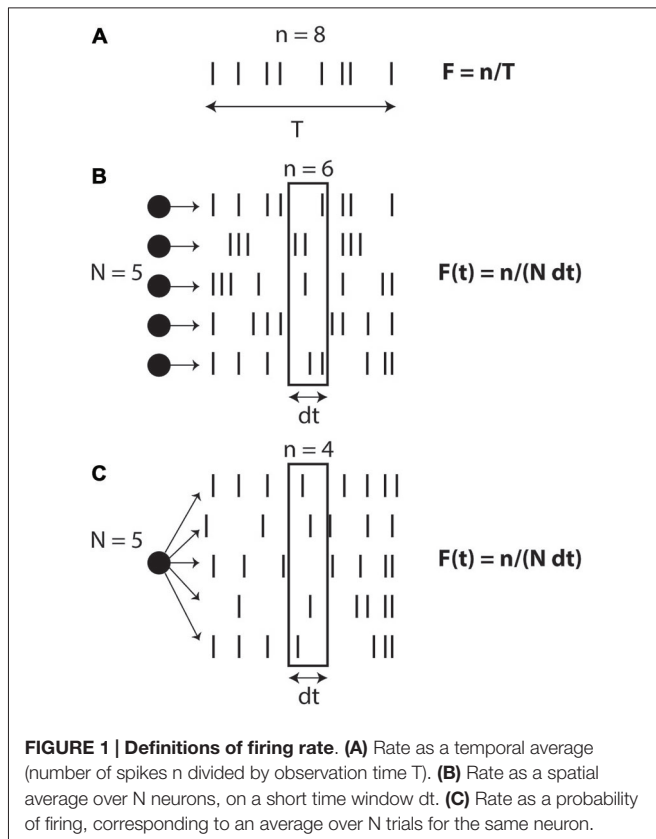 A
n = 8
F = n/T
T
B
n = 6
N = 5
F(t) = n/(N dt)
dt
C
n = 4
N = 5
F(t) = n/(N dt)
dt
FIGURE 1 | Definitions of firing rate. (A) Rate as a temporal average
(number of spikes n divided by observation time T). (B) Rate as a spatial
average over N neurons, on a short time window dt. (C) Rate as a probability
of firing, corresponding to an average over N trials for the same neuron.